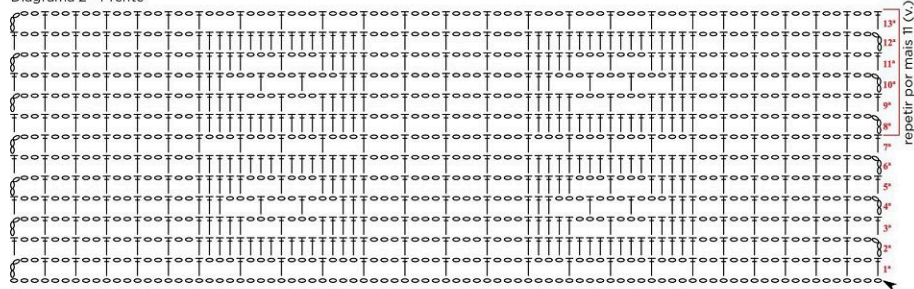 Diagrama 2 - Frente
13ª
12ª
11ª
10ª
9ª
8ª
7ª
6ª
5ª
4ª
3ª
2ª
1ª
repetir por mais 11 (v.)